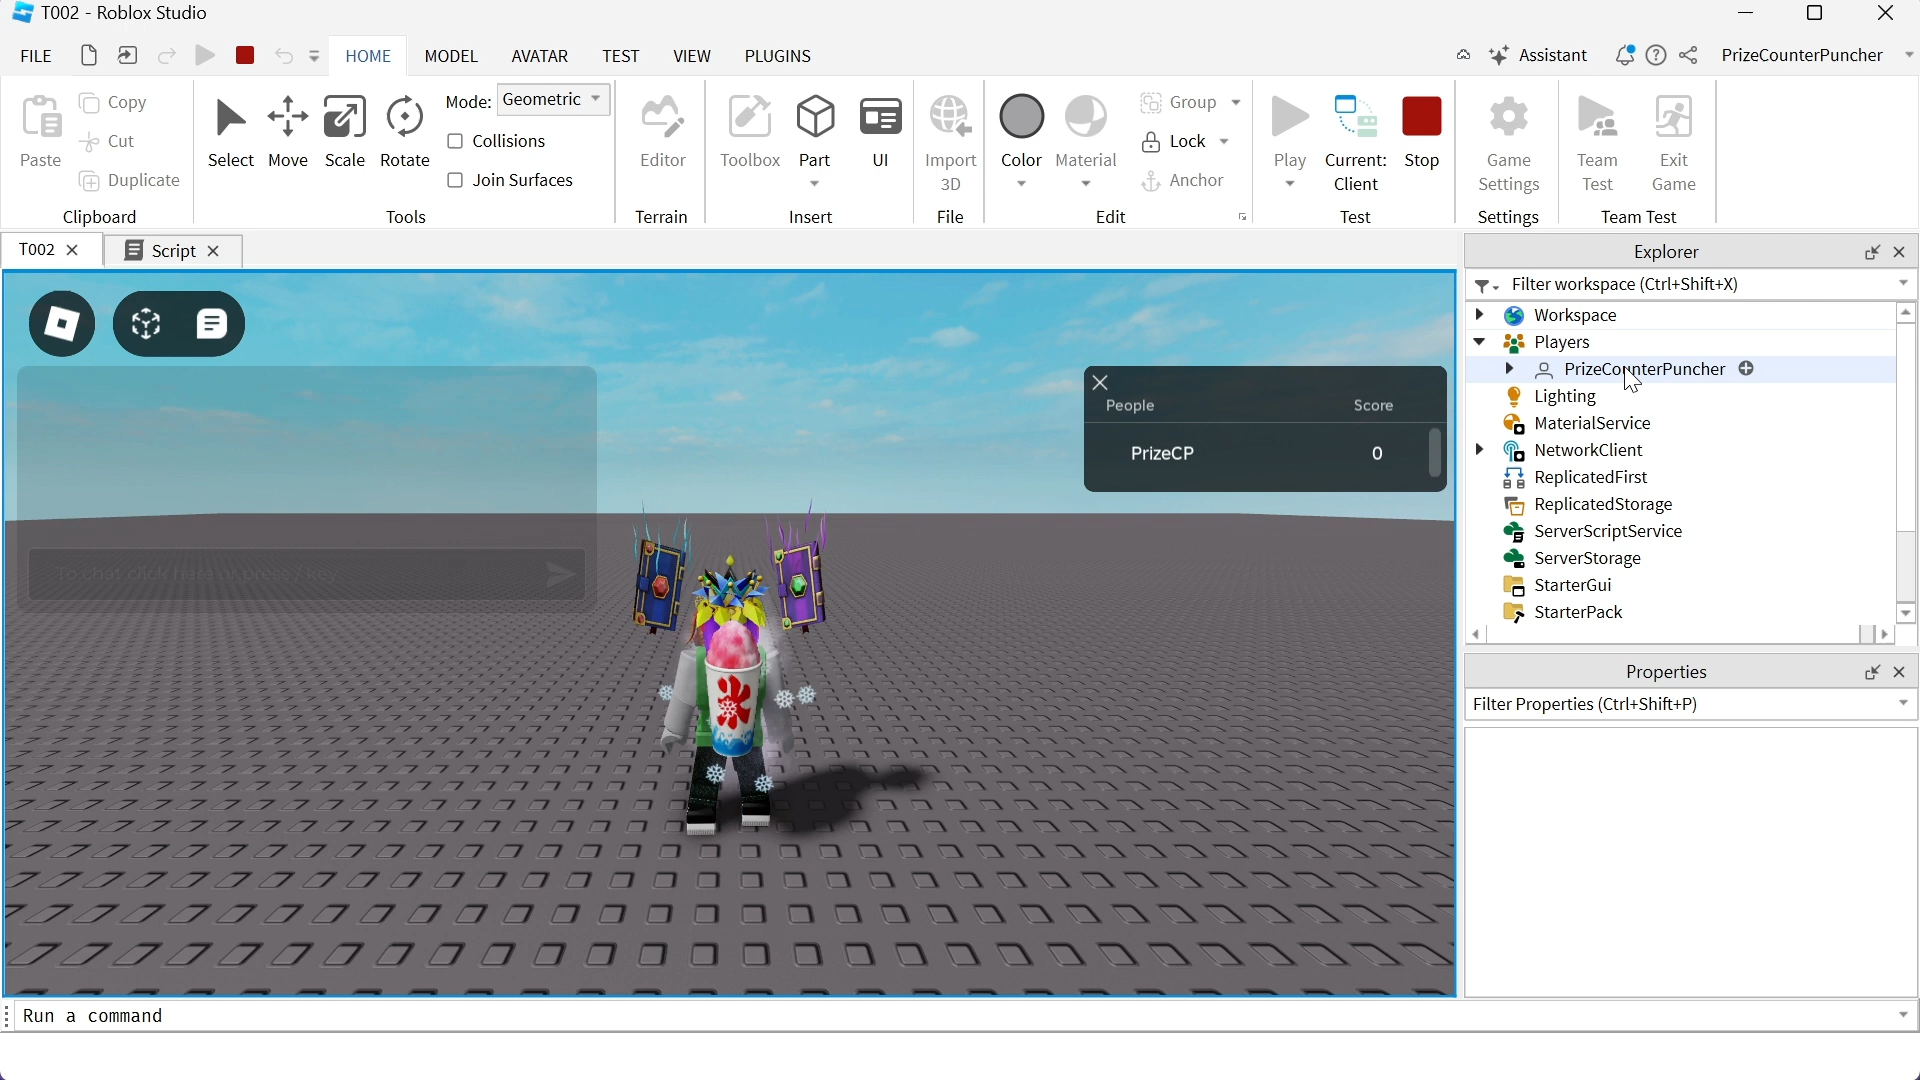 T002 - Roblox Studio
FILE HOME MODEL AVATAR TEST VIEW PLUGINS Assistant PrizeCounterPuncher
Paste Copy Cut Duplicate
Clipboard
Select Move Scale Rotate
Mode: Geometric
Collisions
Join Surfaces
Tools
Editor
Terrain
Toolbox Part UI
Insert
Import
3D
File
Color Material
Group
Lock
Anchor
Edit
Play
Current:
Client
Stop
Test
Game
Settings
Settings
Team
Test
Exit
Game
Team Test
T002 Script
People Score
PrizeCP 0
氷
Explorer
Filter workspace (Ctrl+Shift+X)
Workspace
Players
PrizeCounterPuncher
Lighting
MaterialService
NetworkClient
ReplicatedFirst
ReplicatedStorage
ServerScriptService
ServerStorage
StarterGui
StarterPack
Properties
Filter Properties (Ctrl+Shift+P)
Run a command